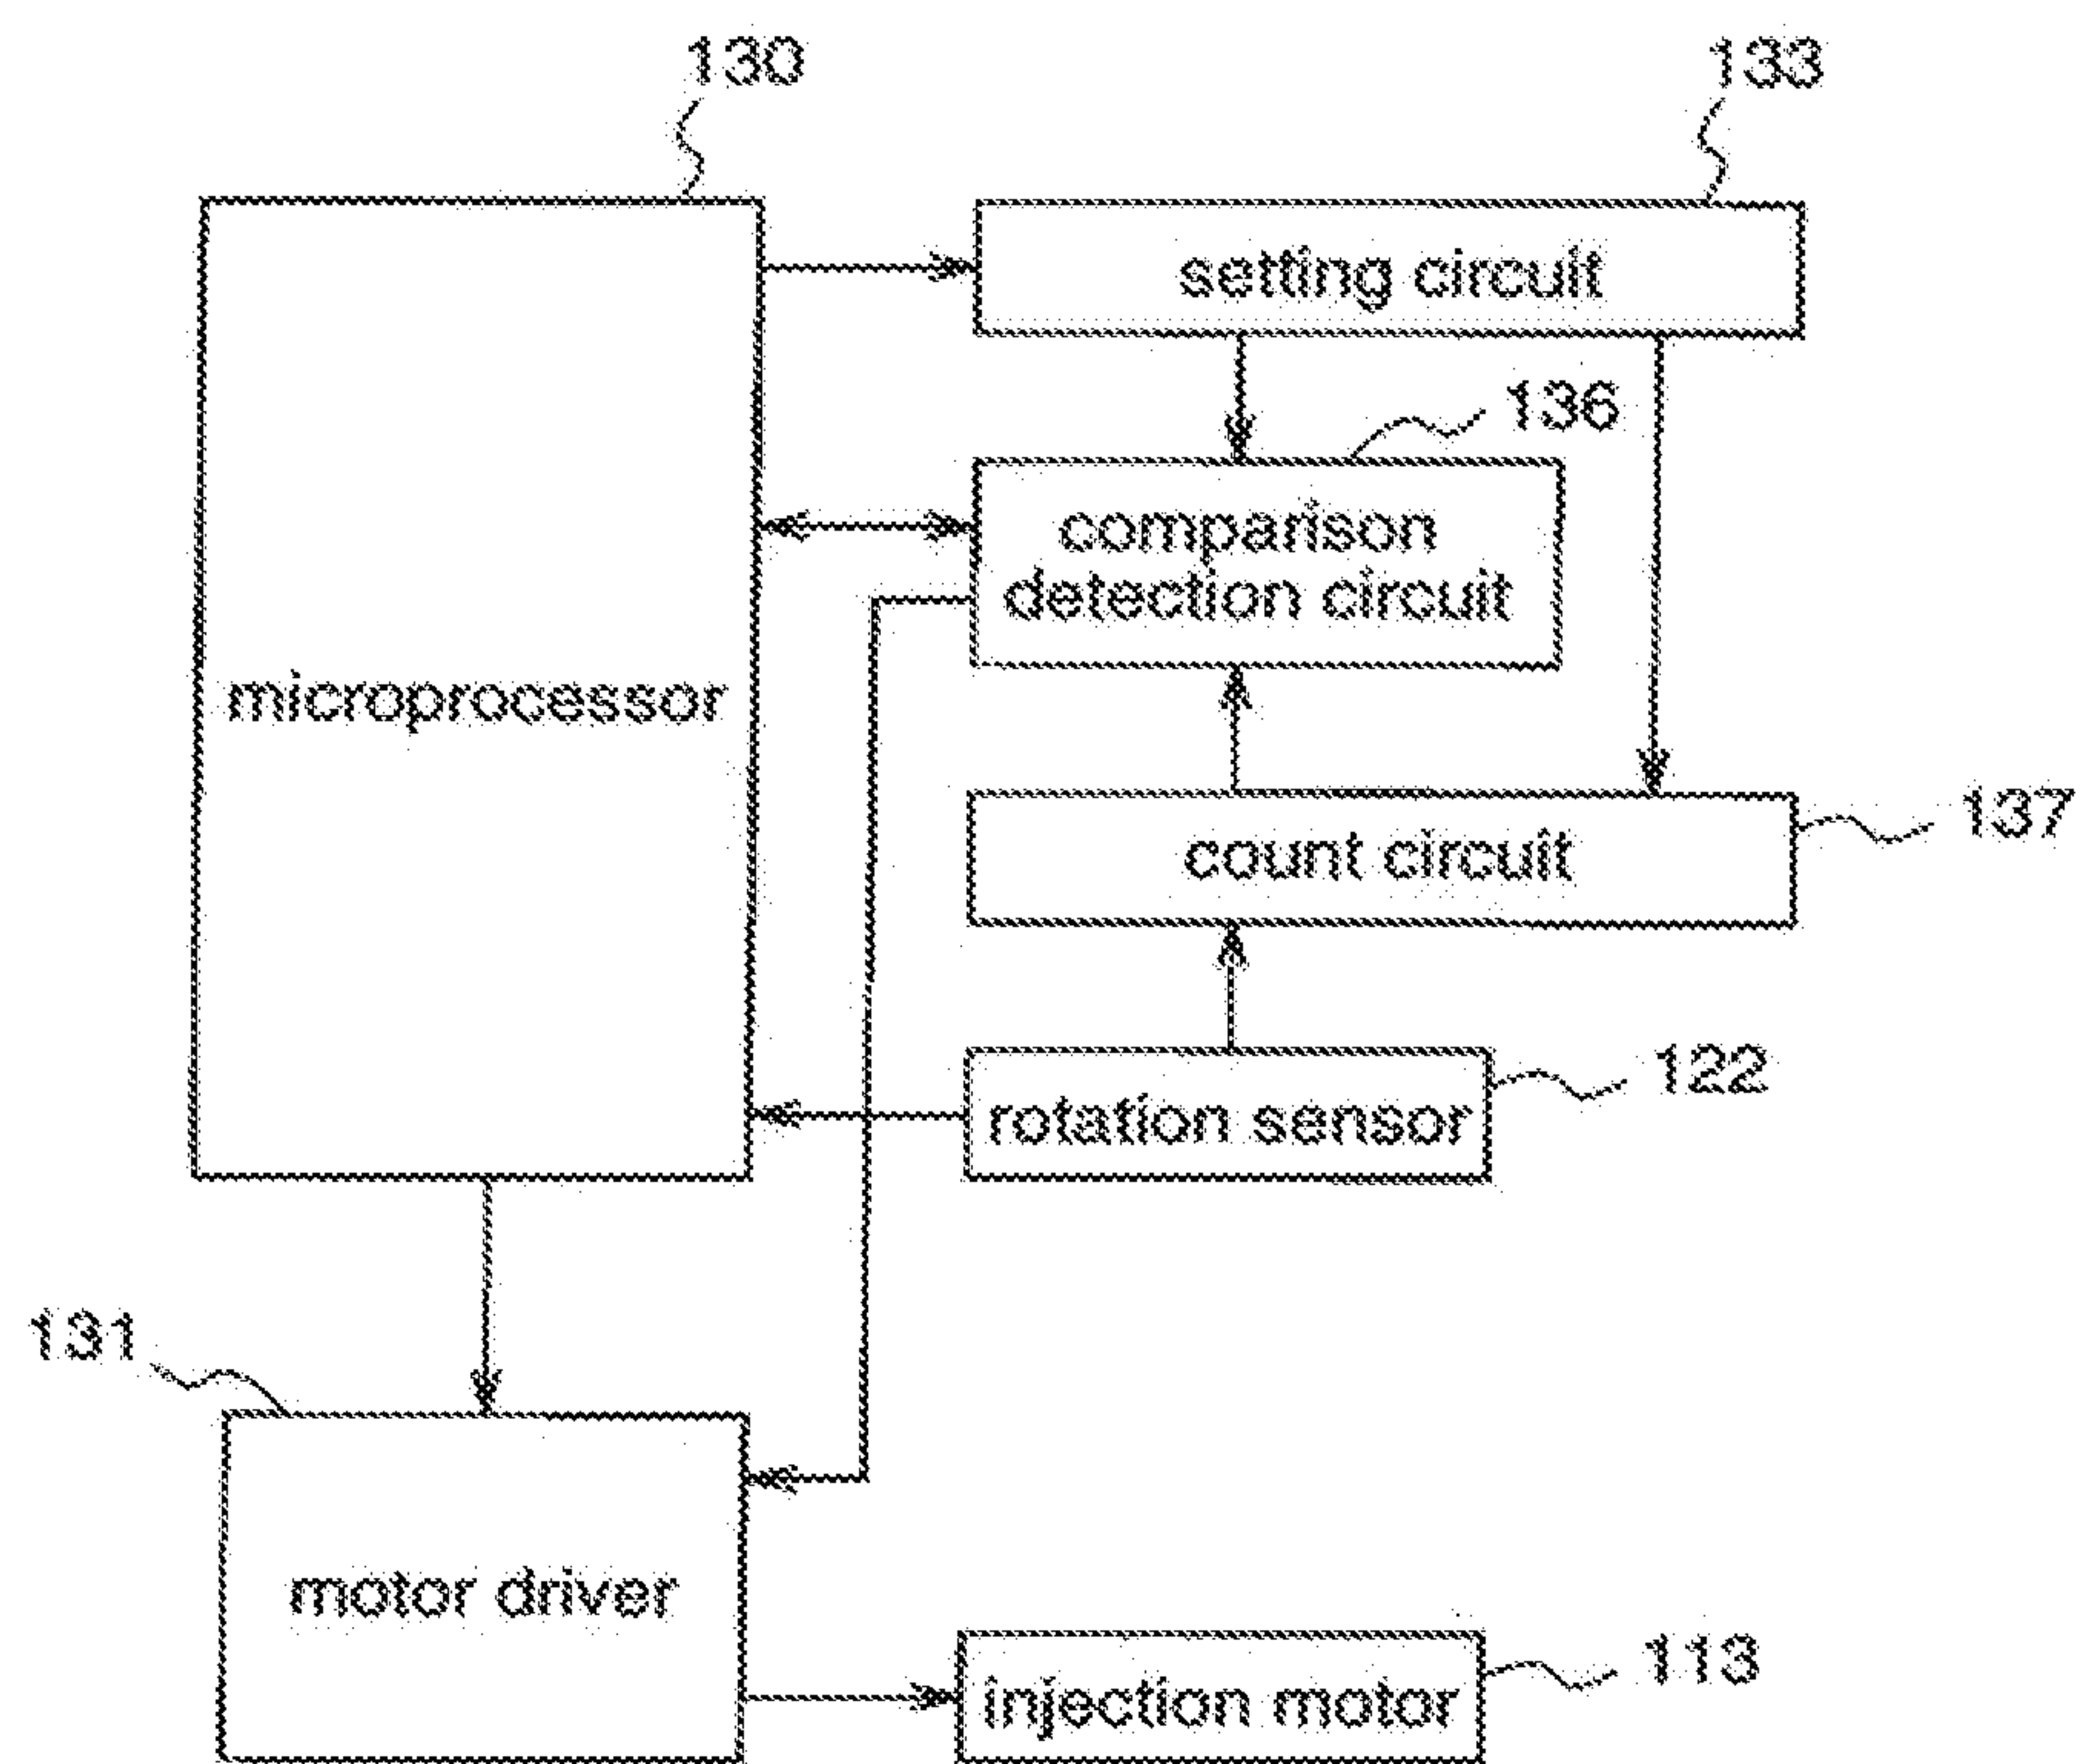 130
133
setting circuit
136
comparison
detection circuit
microprocessor
137
count circuit
122
rotation sensor
131
motor driver
113
injection motor